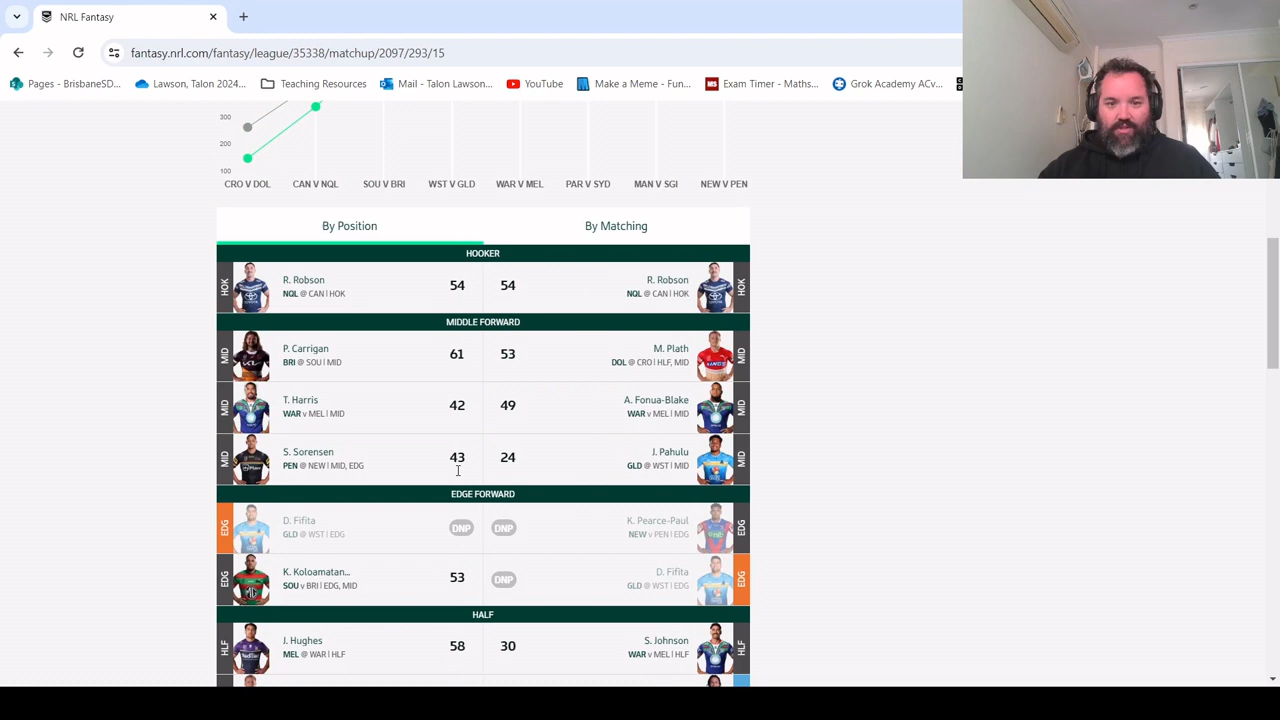 NRL Fantasy
fantasy.nrl.com/fantasy/league/35338/matchup/2097/293/15
Pages - BrisbaneSD...
Lawson, Talon 2024...
Teaching Resources
Mail - Talon Lawson...
YouTube
Make a Meme - Fun...
Exam Timer - Maths...
Grok Academy ACv...
300
200
100
CRO V DOL CAN V NQL SOU V BRI WST V GLD WAR V MEL PAR V SYD MAN V SGI NEW V PEN
By Position By Matching
HOOKER
HOK R. Robson 54 54 R. Robson HOK
NQL @ CAN | HOK NQL @ CAN | HOK
MIDDLE FORWARD
MID P. Carrigan 61 53 M. Plath MID
BRI @ SOU | MID DOL @ CRO | HLF, MID
MID T. Harris 42 49 A. Fonua-Blake MID
WAR v MEL | MID WAR v MEL | MID
MID S. Sorensen 43 24 J. Pahulu MID
PEN @ NEW | MID, EDG GLD @ WST | MID
EDGE FORWARD
EDG D. Fifita DNP DNP K. Pearce-Paul EDG
GLD @ WST | EDG NEW v PEN | EDG
EDG K. Koloamatan... 53 DNP D. Fifita EDG
SOU v BRI | EDG, MID GLD @ WST | EDG
HALF
HLF J. Hughes 58 30 S. Johnson HLF
MEL @ WAR | HLF WAR v MEL | HLF